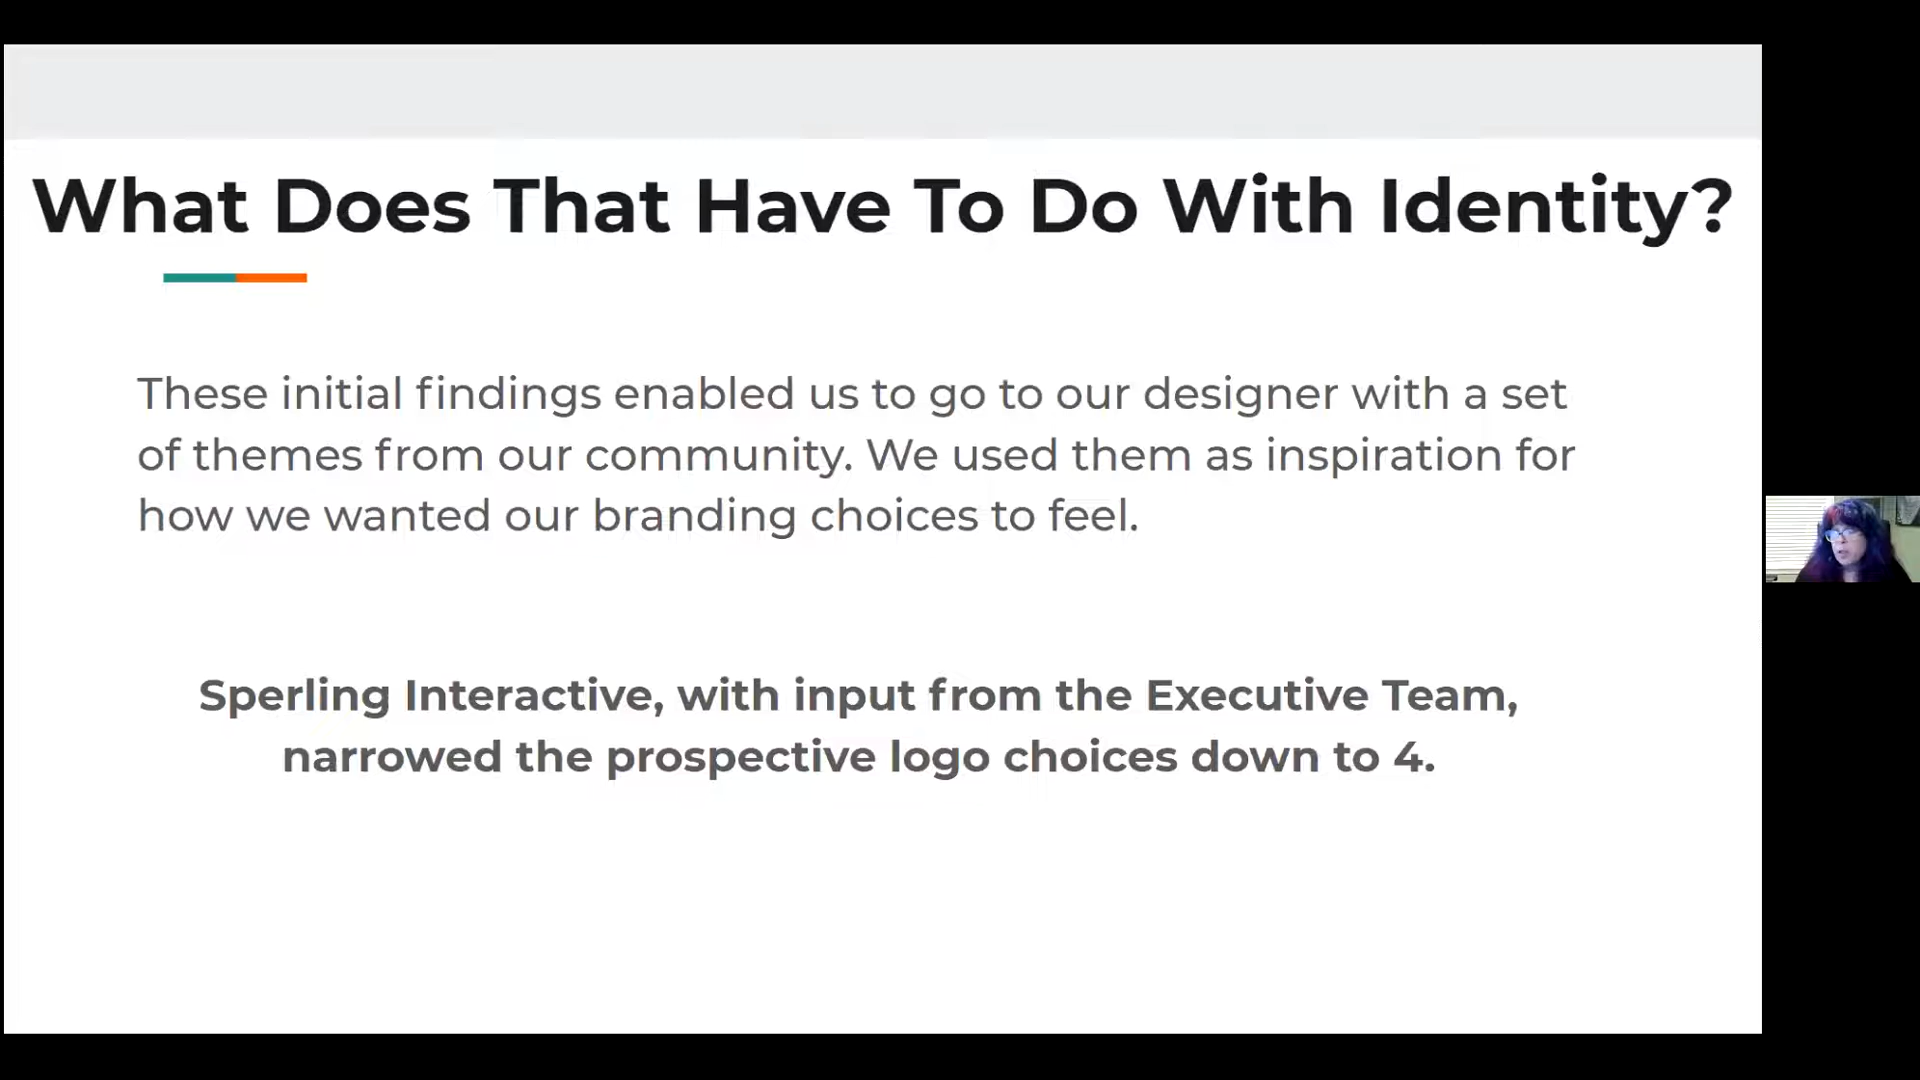 What Does That Have To Do With Identity?
These initial findings enabled us to go to our designer with a set
of themes from our community. We used them as inspiration for
how we wanted our branding choices to feel.
Sperling Interactive, with input from the Executive Team,
narrowed the prospective logo choices down to 4.